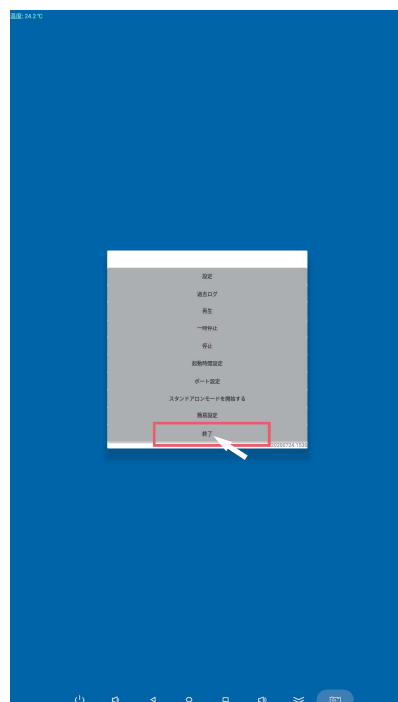 温度: 24.2 ℃
設定
過去ログ
再生
一時停止
停止
起動時間設定
ポート設定
スタンドアロンモードを開始する
簡易設定
終了
20200724.1530